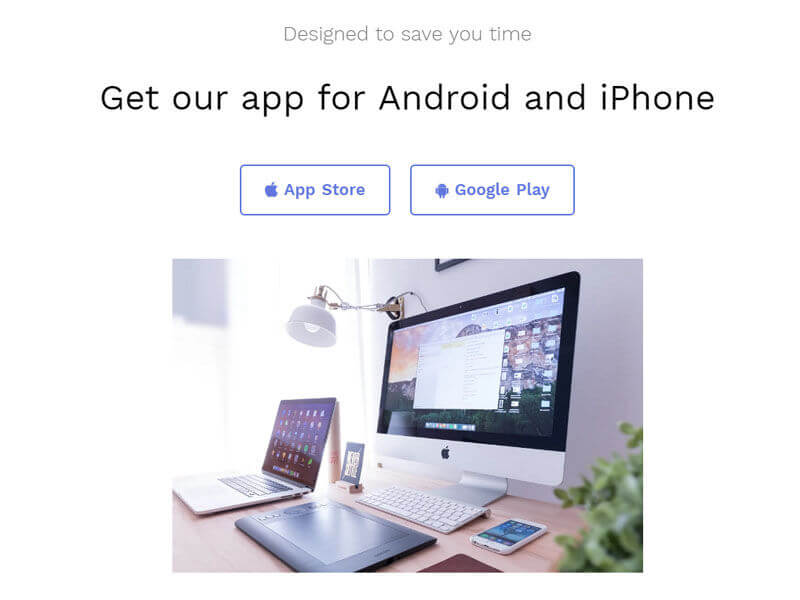 Designed to save you time
Get our app for Android and iPhone
App Store
Google Play